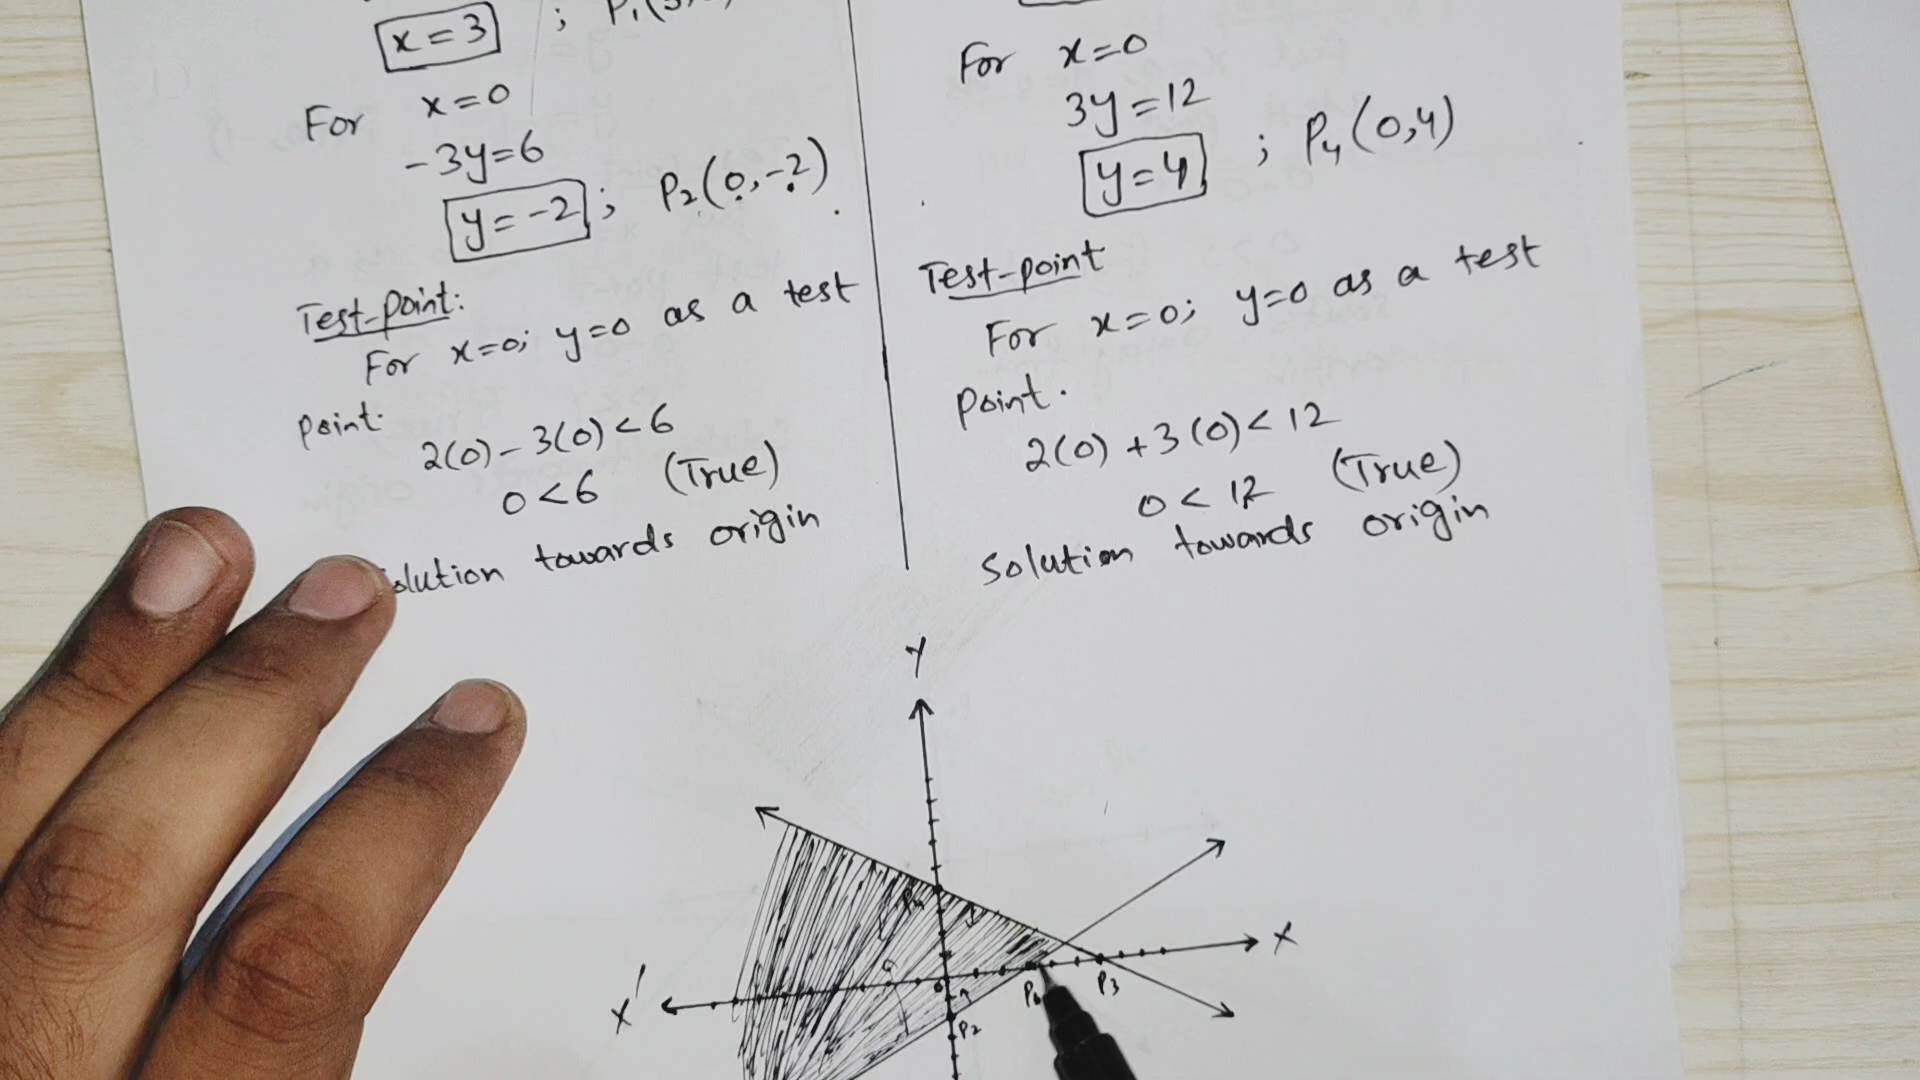 x=3 ;
For x=0
-3y=6
y=-2 ; P₂(0,-2)
Test-point:
For x=0; y=0 as a test
point.
2(0)-3(0)<6
0<6 (True)
olution towards origin
For x=0
3y=12
y=4 ; P₄(0,4)
Test-point
For x=0; y=0 as a test
point.
2(0)+3(0)<12
0<12 (True)
Solution towards origin
Y
X
X'
P₄
0
P₁
P₃
P₂